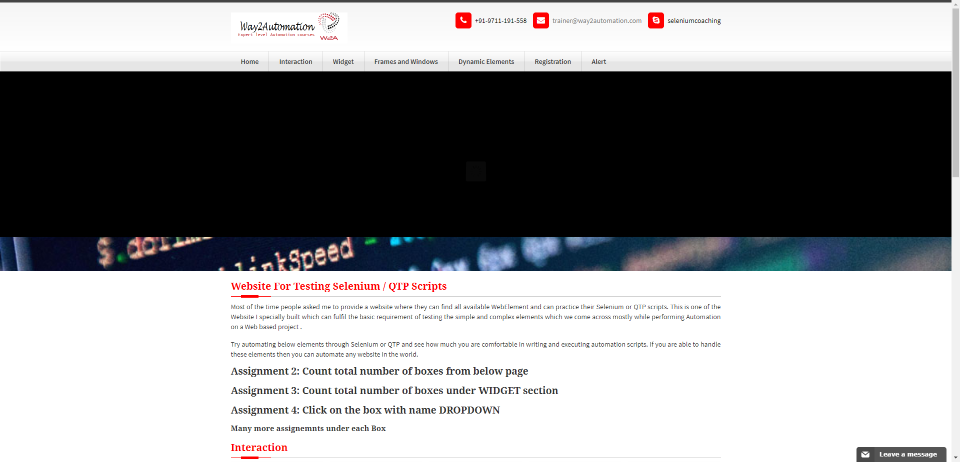 Way2Automation
Expert level Automation courses
W2A
+91-9711-191-558
trainer@way2automation.com
seleniumcoaching
Home
Interaction
Widget
Frames and Windows
Dynamic Elements
Registration
Alert
linkSpeed
Website For Testing Selenium / QTP Scripts
Most of the time people asked me to provide a website where they can find all available WebElement and can practice their Selenium or QTP scripts. This is one of the
Website I specially built which can fulfil the basic requirement of testing the simple and complex elements which we come across mostly while performing Automation
on a Web based project .
Try automating below elements through Selenium or QTP and see how much you are comfortable in writing and executing automation scripts. If you are able to handle
these elements then you can automate any website in the world.
Assignment 2: Count total number of boxes from below page
Assignment 3: Count total number of boxes under WIDGET section
Assignment 4: Click on the box with name DROPDOWN
Many more assignemnts under each Box
Interaction
Leave a message